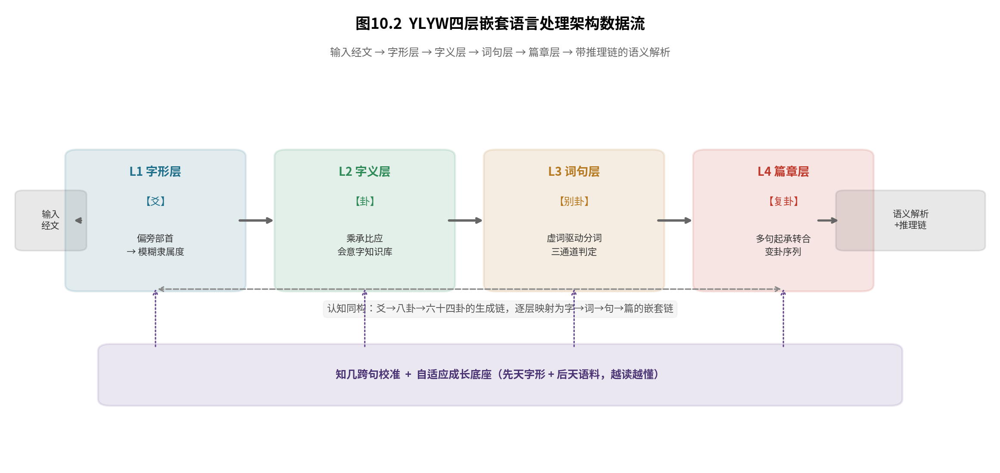 图10.2 YLYW四层嵌套语言处理架构数据流
输入经文 → 字形层 → 字义层 → 词句层 → 篇章层 → 带推理链的语义解析
输入
经文
L1 字形层
【爻】
偏旁部首
→ 模糊隶属度
L2 字义层
【卦】
乘承比应
会意字知识库
L3 词句层
【别卦】
虚词驱动分词
三通道判定
L4 篇章层
【复卦】
多句起承转合
变卦序列
语义解析
+推理链
认知同构：爻→八卦→六十四卦的生成链，逐层映射为字→词→句→篇的嵌套链
知几跨句校准 + 自适应成长底座（先天字形 + 后天语料，越读越懂）